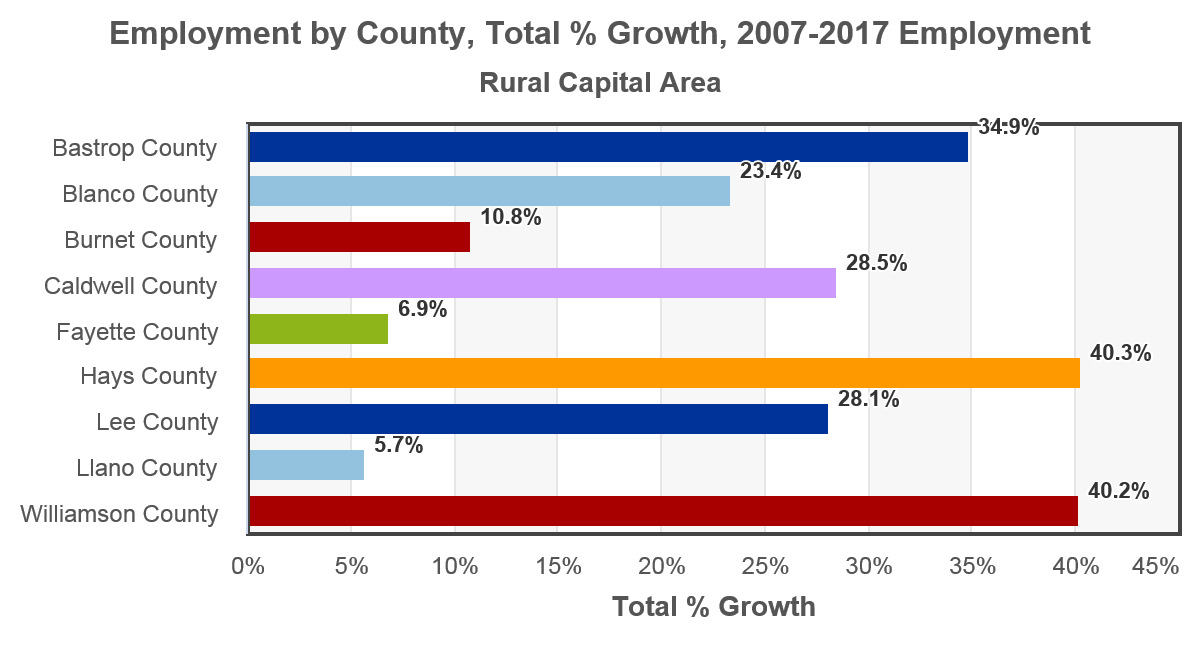 Employment by County, Total % Growth, 2007-2017 Employment
Rural Capital Area
Bastrop County 34.9%
Blanco County 23.4%
Burnet County 10.8%
Caldwell County 28.5%
Fayette County 6.9%
Hays County 40.3%
Lee County 28.1%
Llano County 5.7%
Williamson County 40.2%
0% 5% 10% 15% 20% 25% 30% 35% 40% 45%
Total % Growth